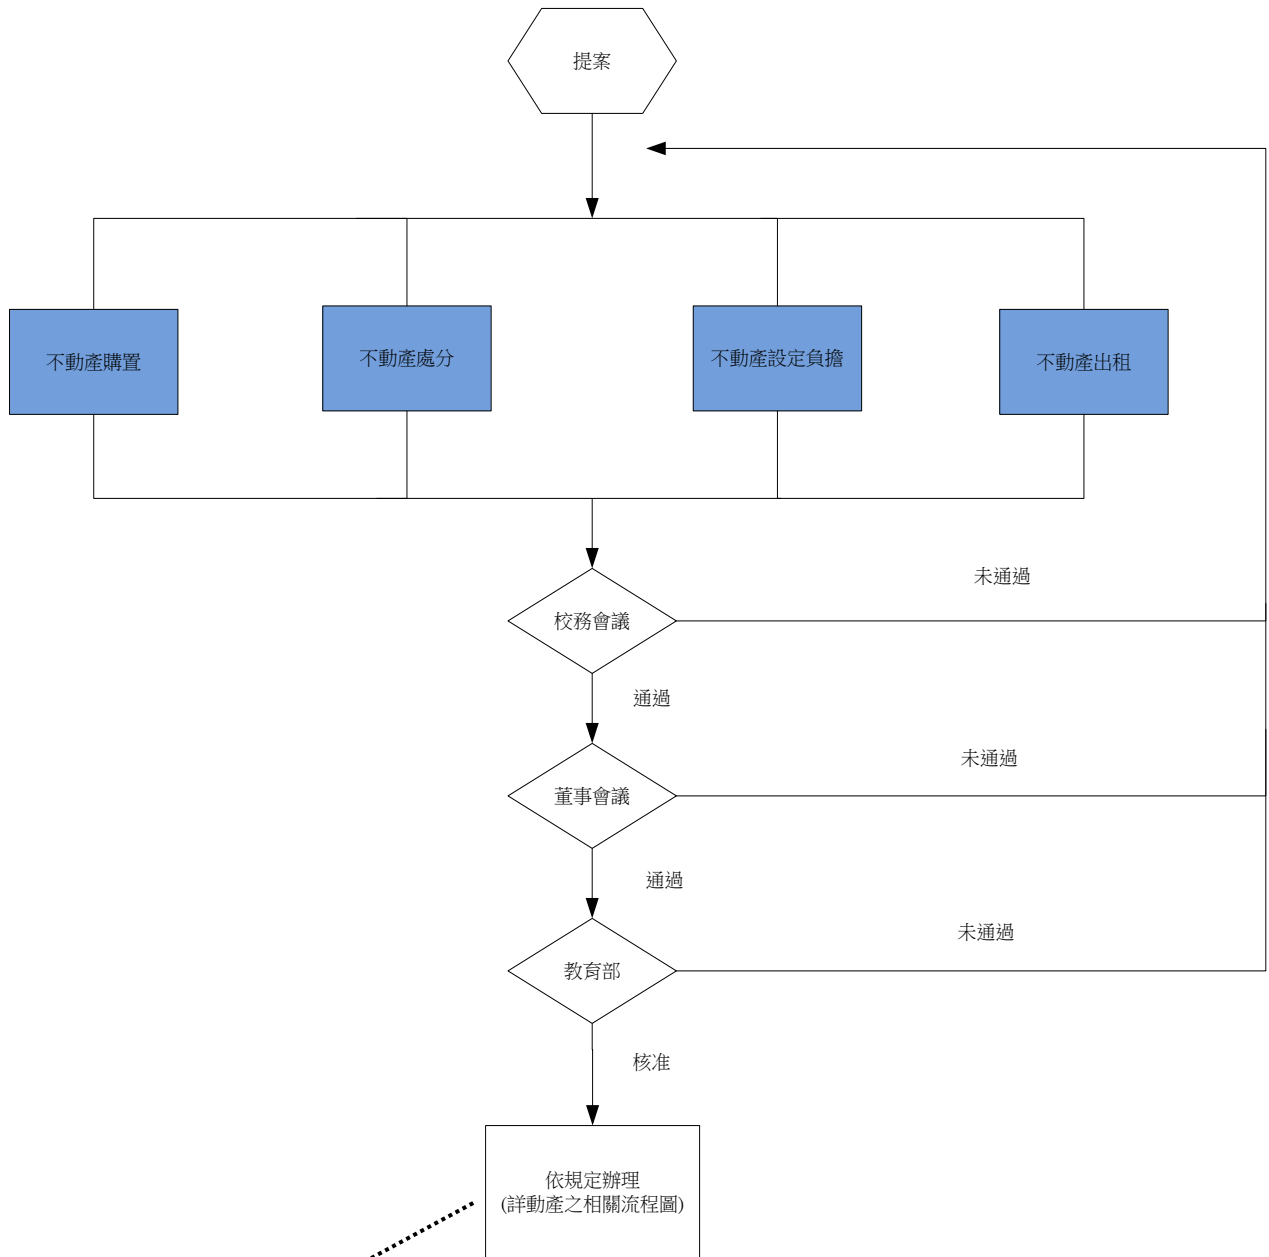 提案
不動產購置
不動產處分
不動產設定負擔
不動產出租
未通過
校務會議
通過
未通過
董事會議
通過
未通過
教育部
核准
依規定辦理
(詳動產之相關流程圖)